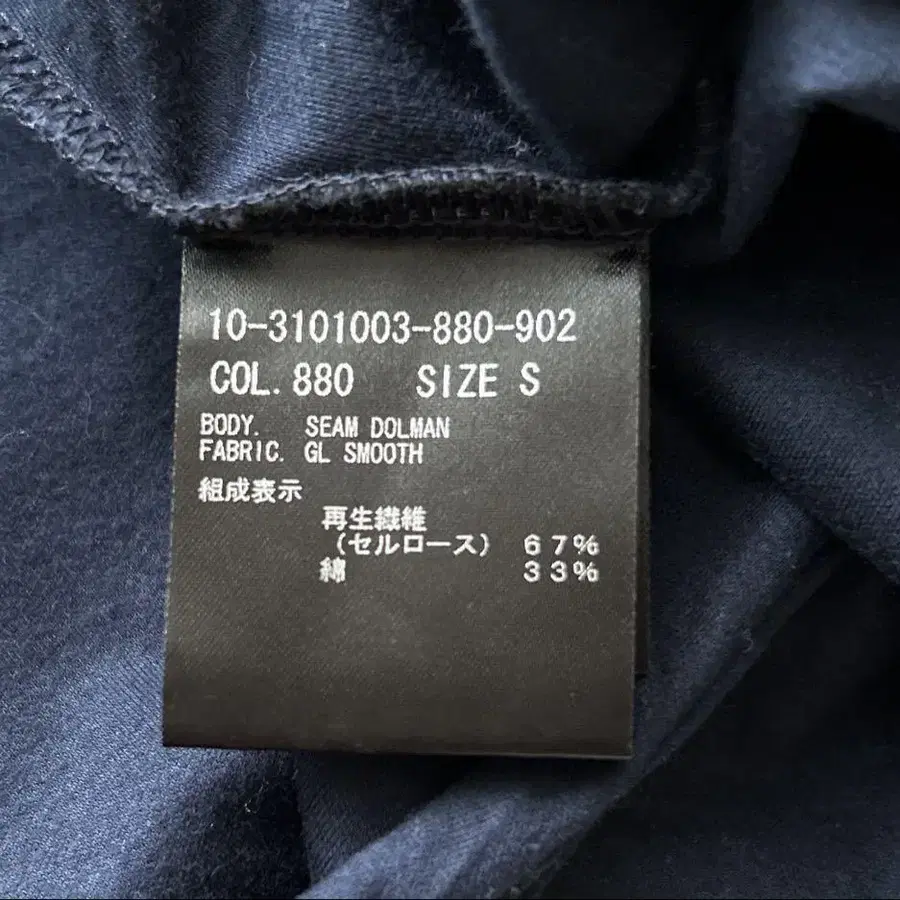 10-3101003-880-902
COL. 880 SIZE S
BODY. SEAM DOLMAN
FABRIC. GL SMOOTH
組成表示
再生繊維
(セルロース) 67%
綿 33%